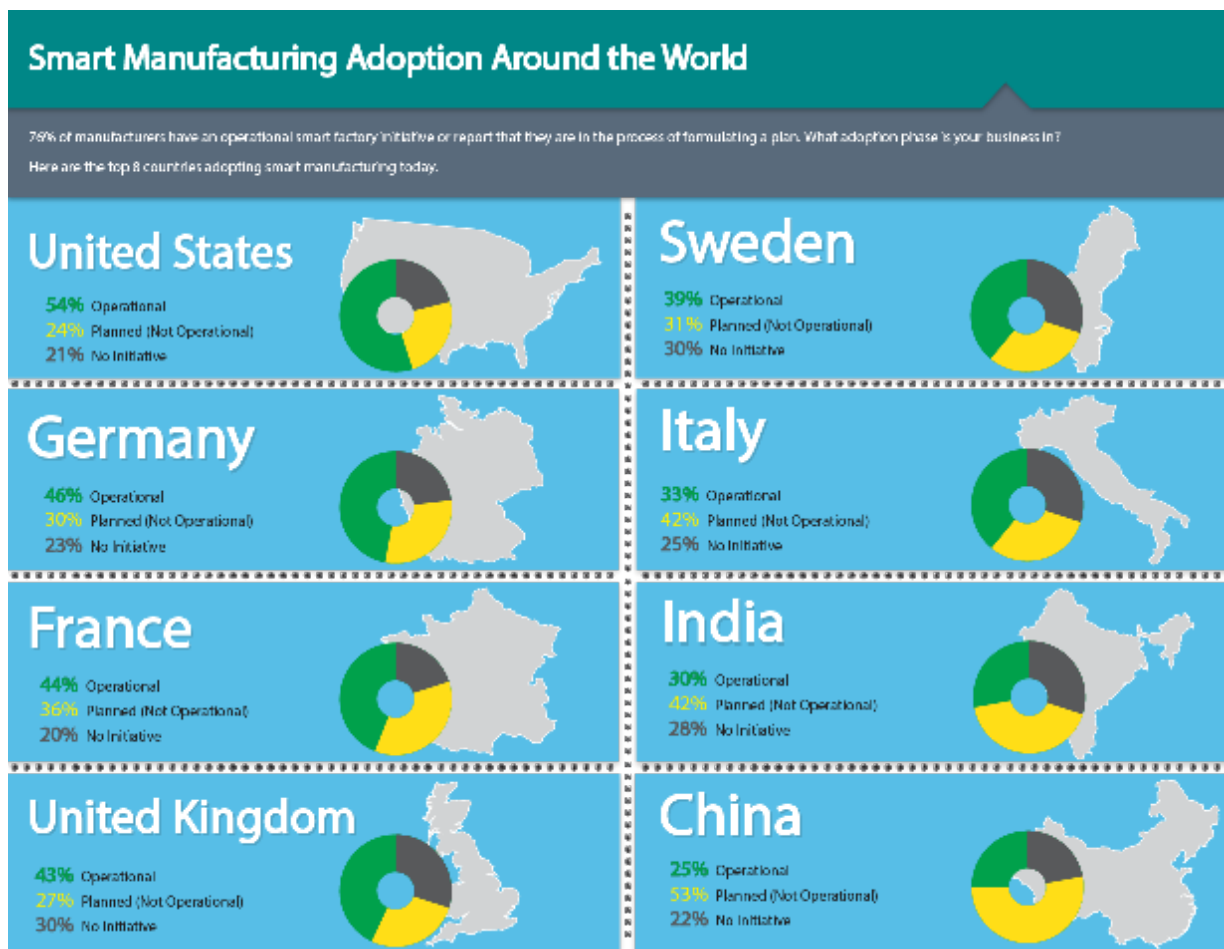 Smart Manufacturing Adoption Around the World
76% of manufacturers have an operational smart factory initiative or report that they are in the process of formulating a plan. What adoption phase is your business in?
Here are the top 8 countries adopting smart manufacturing today.
United States
54% Operational
24% Planned (Not Operational)
21% No Initiative
Sweden
39% Operational
31% Planned (Not Operational)
30% No Initiative
Germany
46% Operational
30% Planned (Not Operational)
23% No Initiative
Italy
33% Operational
42% Planned (Not Operational)
25% No Initiative
France
44% Operational
36% Planned (Not Operational)
20% No Initiative
India
30% Operational
42% Planned (Not Operational)
28% No Initiative
United Kingdom
43% Operational
27% Planned (Not Operational)
30% No Initiative
China
25% Operational
53% Planned (Not Operational)
22% No Initiative